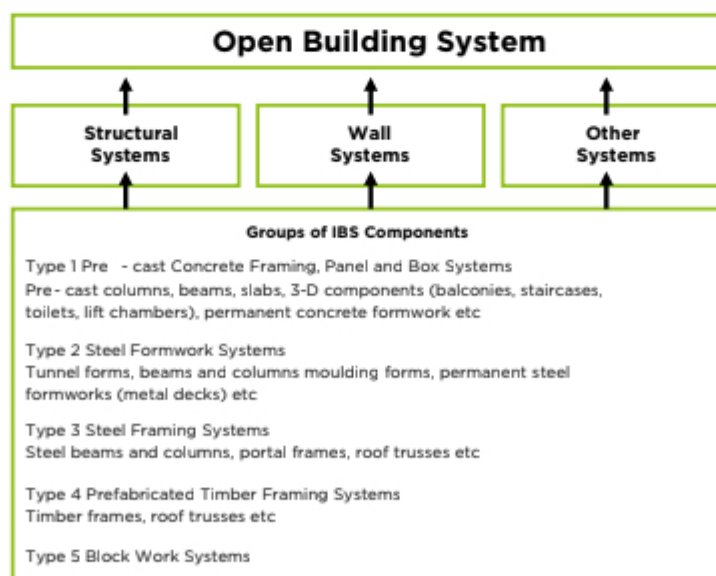 Open Building System
Structural
Systems
Wall
Systems
Other
Systems
Groups of IBS Components
Type 1 Pre - cast Concrete Framing, Panel and Box Systems
Pre- cast columns, beams, slabs, 3-D components (balconies, staircases,
toilets, lift chambers), permanent concrete formwork etc
Type 2 Steel Formwork Systems
Tunnel forms, beams and columns moulding forms, permanent steel
formworks (metal decks) etc
Type 3 Steel Framing Systems
Steel beams and columns, portal frames, roof trusses etc
Type 4 Prefabricated Timber Framing Systems
Timber frames, roof trusses etc
Type 5 Block Work Systems